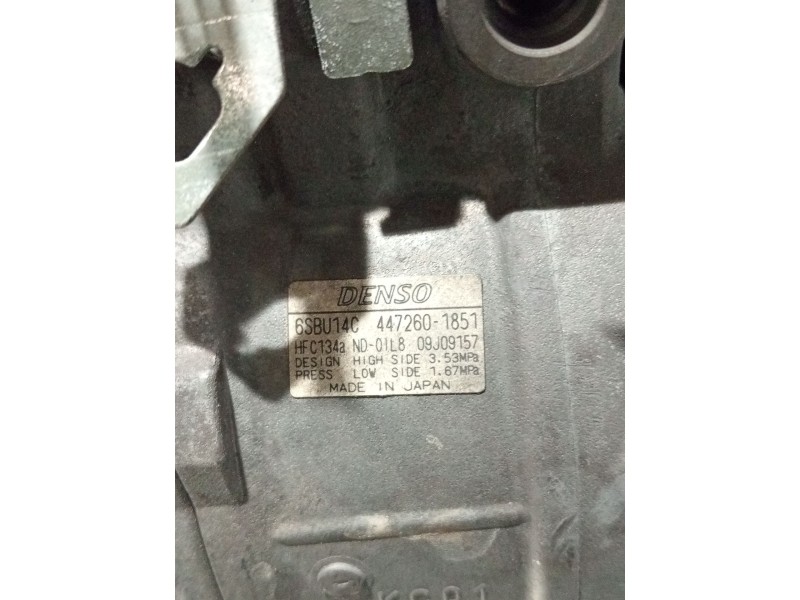 DENSO
6SBU14C 447260-1851
HFC134a ND-OIL8 09J09157
DESIGN HIGH SIDE 3.53MPa
PRESS LOW SIDE 1.67MPa
MADE IN JAPAN